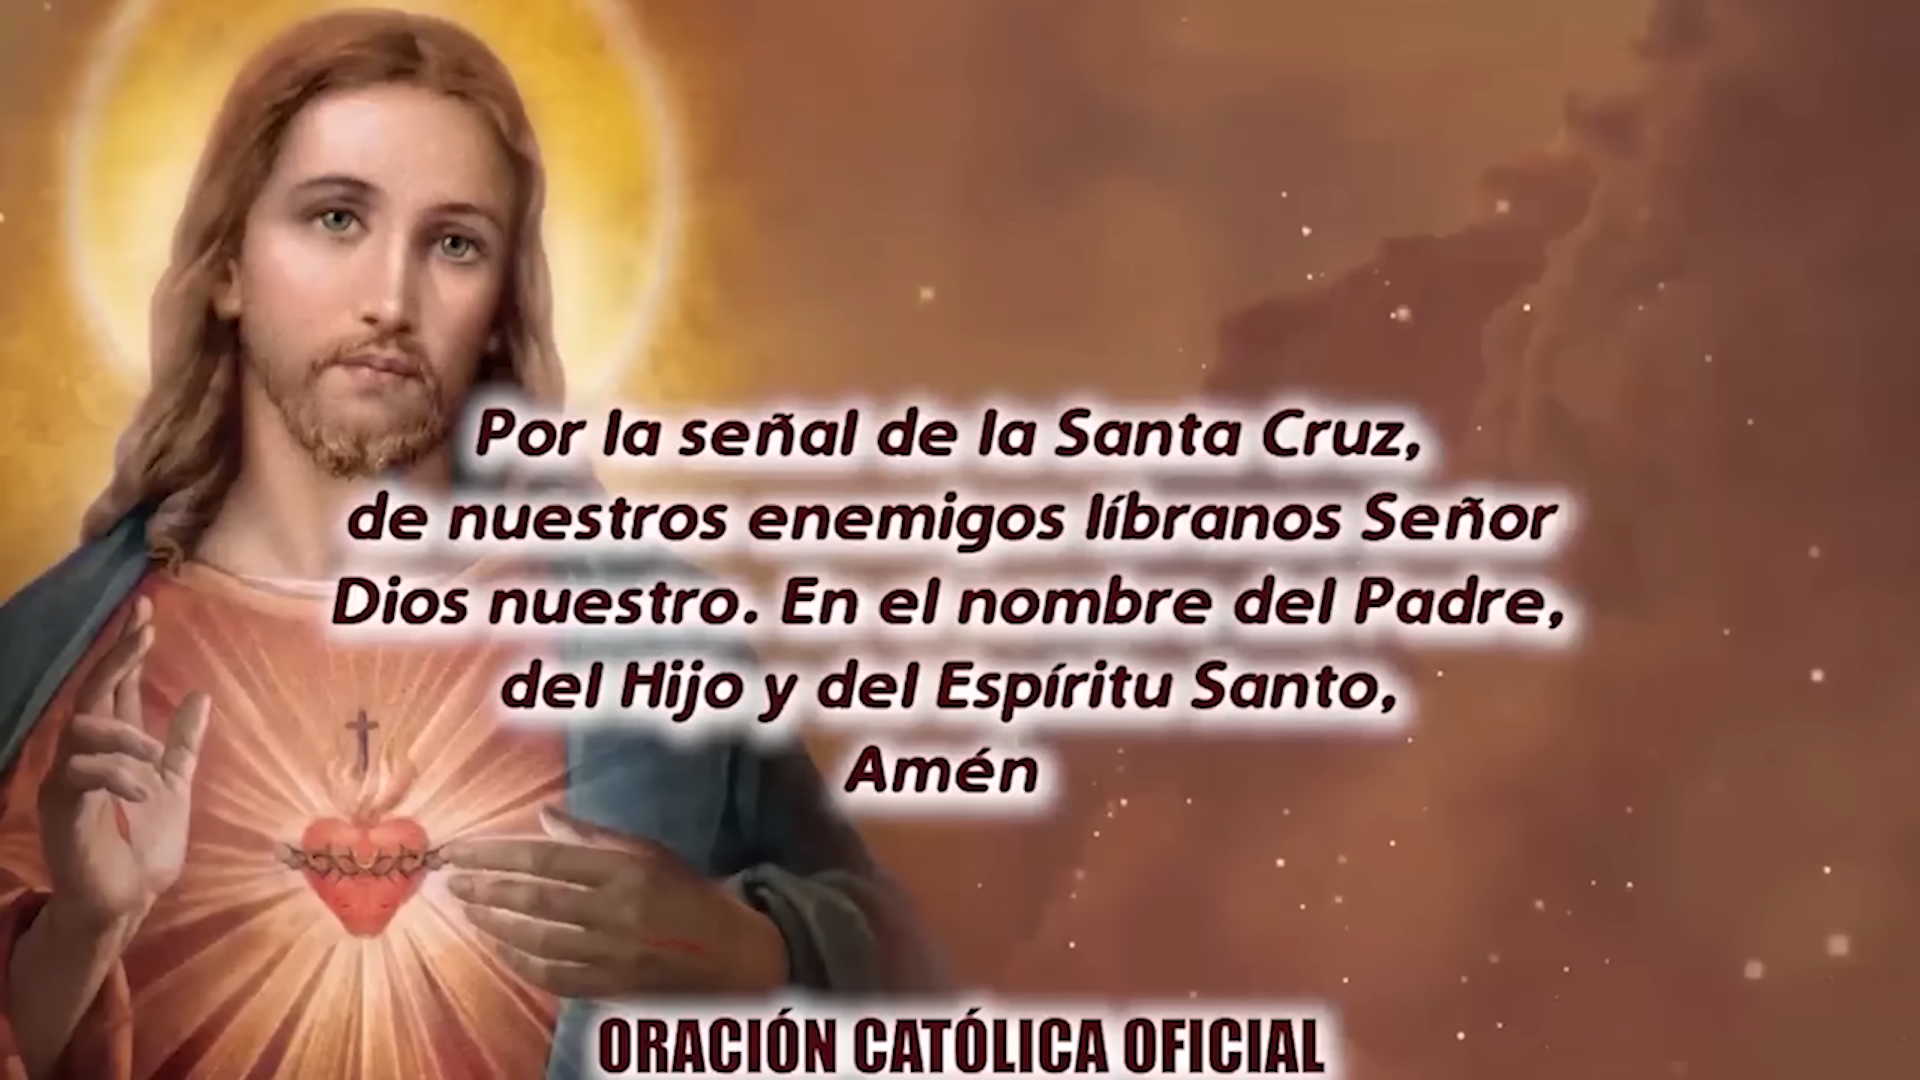 Por la señal de la Santa Cruz,
de nuestros enemigos líbranos Señor
Dios nuestro. En el nombre del Padre,
del Hijo y del Espíritu Santo,
Amén
ORACIÓN CATÓLICA OFICIAL